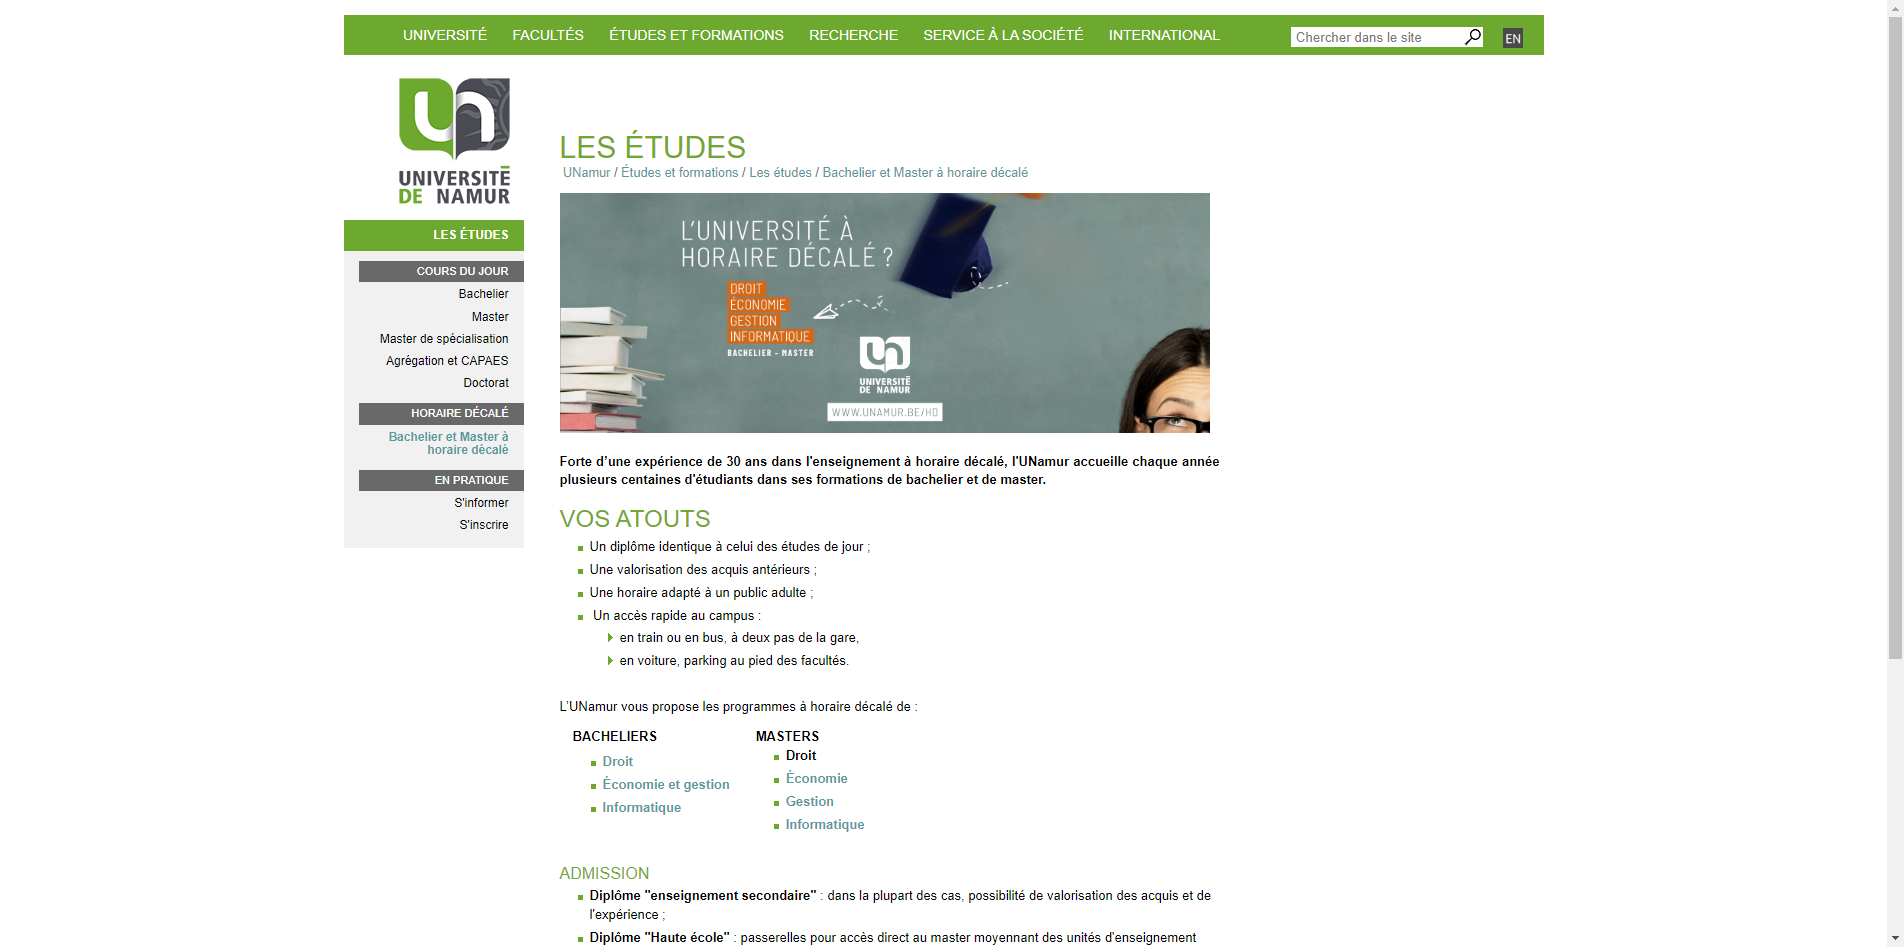 UNIVERSITÉ FACULTÉS ÉTUDES ET FORMATIONS RECHERCHE SERVICE À LA SOCIÉTÉ INTERNATIONAL Chercher dans le site EN
UNIVERSITÉ
DE NAMUR
LES ÉTUDES
COURS DU JOUR
Bachelier
Master
Master de spécialisation
Agrégation et CAPAES
Doctorat
HORAIRE DÉCALÉ
Bachelier et Master à
horaire décalé
EN PRATIQUE
S'informer
S'inscrire
LES ÉTUDES
UNamur / Études et formations / Les études / Bachelier et Master à horaire décalé
L'UNIVERSITÉ À
HORAIRE DÉCALÉ ?
DROIT
ÉCONOMIE
GESTION
INFORMATIQUE
BACHELIER - MASTER
UNIVERSITÉ
DE NAMUR
WWW.UNAMUR.BE/HD
Forte d’une expérience de 30 ans dans l'enseignement à horaire décalé, l'UNamur accueille chaque année
plusieurs centaines d'étudiants dans ses formations de bachelier et de master.
VOS ATOUTS
Un diplôme identique à celui des études de jour ;
Une valorisation des acquis antérieurs ;
Une horaire adapté à un public adulte ;
Un accès rapide au campus :
en train ou en bus, à deux pas de la gare,
en voiture, parking au pied des facultés.
L’UNamur vous propose les programmes à horaire décalé de :
BACHELIERS
Droit
Économie et gestion
Informatique
MASTERS
Droit
Économie
Gestion
Informatique
ADMISSION
Diplôme "enseignement secondaire" : dans la plupart des cas, possibilité de valorisation des acquis et de
l'expérience ;
Diplôme "Haute école" : passerelles pour accès direct au master moyennant des unités d'enseignement